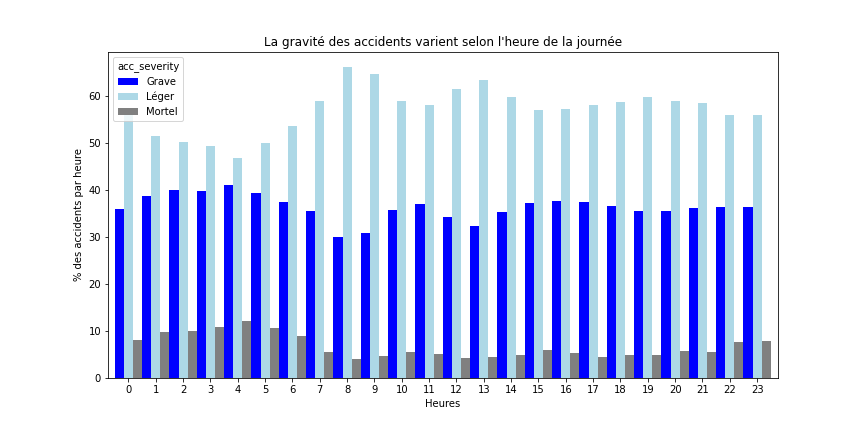 La gravité des accidents varient selon l'heure de la journée
acc_severity
Grave
Léger
Mortel
% des accidents par heure
60
50
40
30
20
10
0
0 1 2 3 4 5 6 7 8 9 10 11 12 13 14 15 16 17 18 19 20 21 22 23
Heures